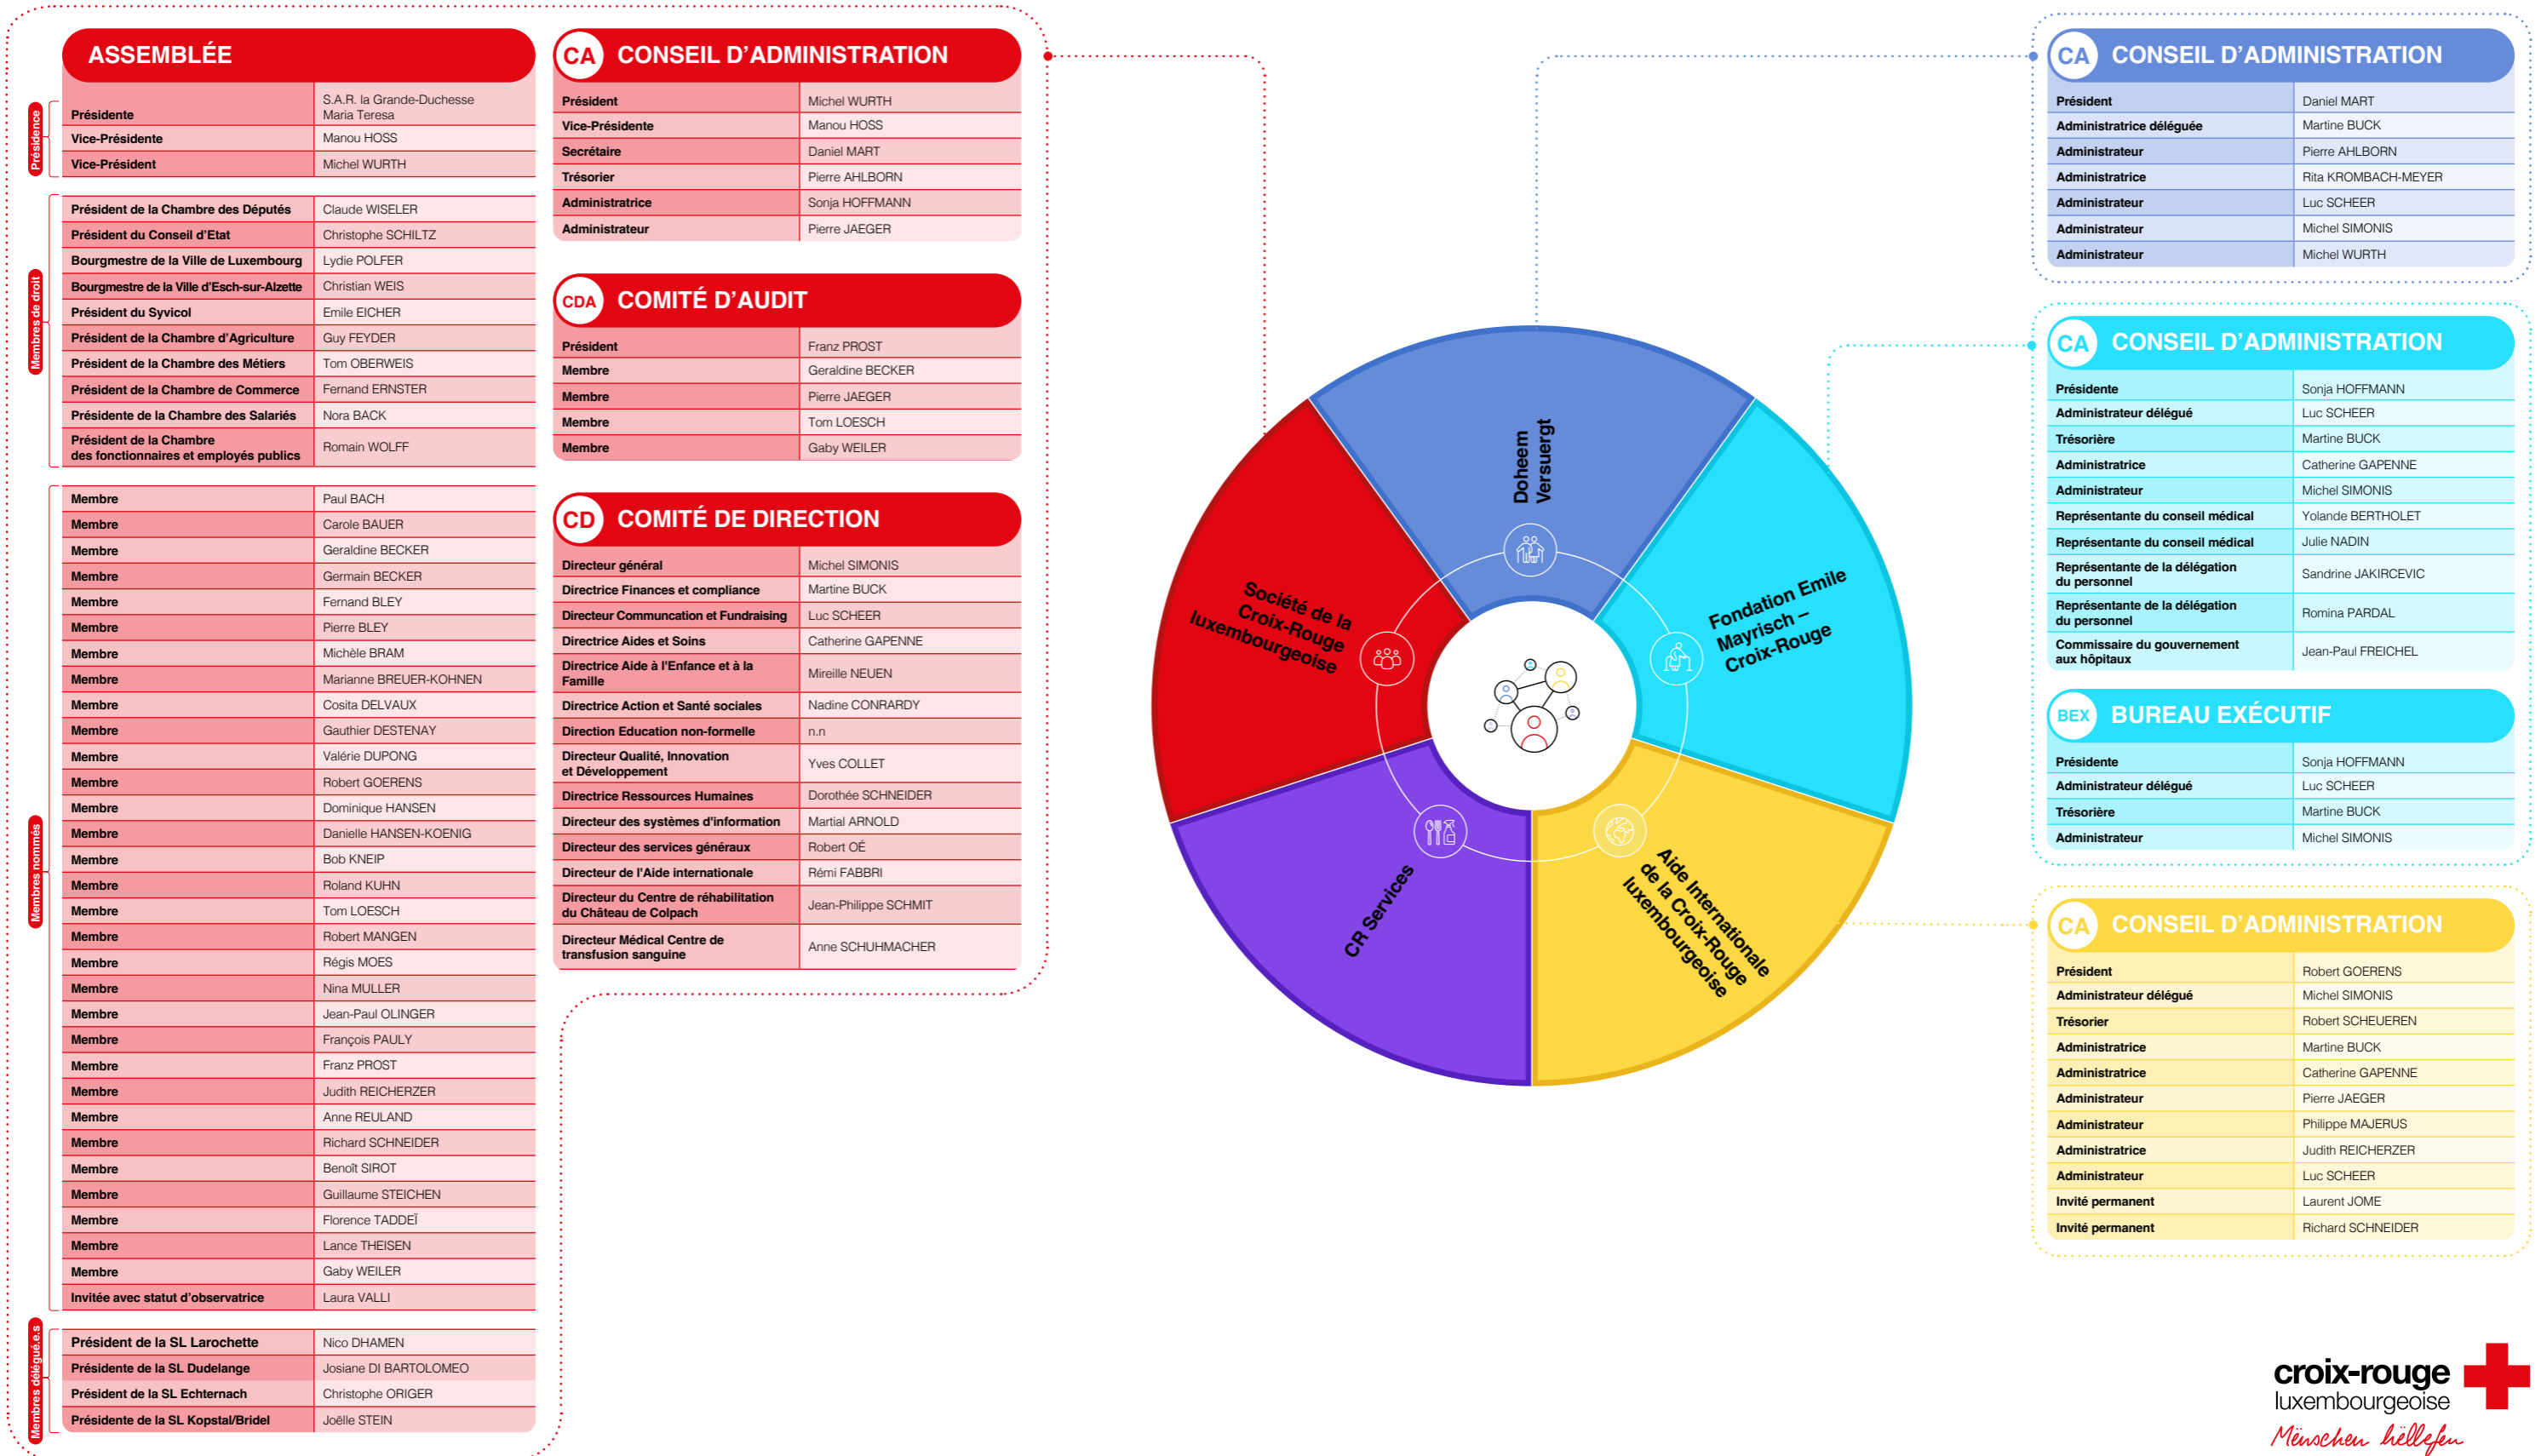 ASSEMBLÉE
Présidence
Présidente S.A.R. la Grande-Duchesse
Maria Teresa
Vice-Présidente Manou HOSS
Vice-Président Michel WURTH
Membres de droit
Président de la Chambre des Députés Claude WISELER
Président du Conseil d'Etat Christophe SCHILTZ
Bourgmestre de la Ville de Luxembourg Lydie POLFER
Bourgmestre de la Ville d'Esch-sur-Alzette Christian WEIS
Président du Syvicol Emile EICHER
Président de la Chambre d'Agriculture Guy FEYDER
Président de la Chambre des Métiers Tom OBERWEIS
Président de la Chambre de Commerce Fernand ERNSTER
Présidente de la Chambre des Salariés Nora BACK
Président de la Chambre
des fonctionnaires et employés publics Romain WOLFF
Membres nommés
Membre Paul BACH
Membre Carole BAUER
Membre Geraldine BECKER
Membre Germain BECKER
Membre Fernand BLEY
Membre Pierre BLEY
Membre Michèle BRAM
Membre Marianne BREUER-KOHNEN
Membre Cosita DELVAUX
Membre Gauthier DESTENAY
Membre Valérie DUPONG
Membre Robert GOERENS
Membre Dominique HANSEN
Membre Danielle HANSEN-KOENIG
Membre Bob KNEIP
Membre Roland KUHN
Membre Tom LOESCH
Membre Robert MANGEN
Membre Régis MOES
Membre Nina MULLER
Membre Jean-Paul OLINGER
Membre François PAULY
Membre Franz PROST
Membre Judith REICHERZER
Membre Anne REULAND
Membre Richard SCHNEIDER
Membre Benoît SIROT
Membre Guillaume STEICHEN
Membre Florence TADDEÏ
Membre Lance THEISEN
Membre Gaby WEILER
Invitée avec statut d'observatrice Laura VALLI
Membres délégué.e.s
Président de la SL Larochette Nico DHAMEN
Présidente de la SL Dudelange Josiane DI BARTOLOMEO
Président de la SL Echternach Christophe ORIGER
Présidente de la SL Kopstal/Bridel Joëlle STEIN
CA CONSEIL D'ADMINISTRATION
Président Michel WURTH
Vice-Présidente Manou HOSS
Secrétaire Daniel MART
Trésorier Pierre AHLBORN
Administratrice Sonja HOFFMANN
Administrateur Pierre JAEGER
CDA COMITÉ D'AUDIT
Président Franz PROST
Membre Geraldine BECKER
Membre Pierre JAEGER
Membre Tom LOESCH
Membre Gaby WEILER
CD COMITÉ DE DIRECTION
Directeur général Michel SIMONIS
Directrice Finances et compliance Martine BUCK
Directeur Communcation et Fundraising Luc SCHEER
Directrice Aides et Soins Catherine GAPENNE
Directrice Aide à l'Enfance et à la
Famille Mireille NEUEN
Directrice Action et Santé sociales Nadine CONRARDY
Direction Education non-formelle n.n
Directeur Qualité, Innovation
et Développement Yves COLLET
Directrice Ressources Humaines Dorothée SCHNEIDER
Directeur des systèmes d'information Martial ARNOLD
Directeur des services généraux Robert OÉ
Directeur de l'Aide internationale Rémi FABBRI
Directeur du Centre de réhabilitation
du Château de Colpach Jean-Philippe SCHMIT
Directeur Médical Centre de
transfusion sanguine Anne SCHUHMACHER
Doheem
Versuergt
Société de la
Croix-Rouge
luxembourgeoise
Fondation Emile
Mayrisch –
Croix-Rouge
CR Services
Aide Internationale
de la Croix-Rouge
luxembourgeoise
CA CONSEIL D'ADMINISTRATION
Président Daniel MART
Administratrice déléguée Martine BUCK
Administrateur Pierre AHLBORN
Administratrice Rita KROMBACH-MEYER
Administrateur Luc SCHEER
Administrateur Michel SIMONIS
Administrateur Michel WURTH
CA CONSEIL D'ADMINISTRATION
Présidente Sonja HOFFMANN
Administrateur délégué Luc SCHEER
Trésorière Martine BUCK
Administratrice Catherine GAPENNE
Administrateur Michel SIMONIS
Représentante du conseil médical Yolande BERTHOLET
Représentante du conseil médical Julie NADIN
Représentante de la délégation
du personnel Sandrine JAKIRCEVIC
Représentante de la délégation
du personnel Romina PARDAL
Commissaire du gouvernement
aux hôpitaux Jean-Paul FREICHEL
BEX BUREAU EXÉCUTIF
Présidente Sonja HOFFMANN
Administrateur délégué Luc SCHEER
Trésorière Martine BUCK
Administrateur Michel SIMONIS
CA CONSEIL D'ADMINISTRATION
Président Robert GOERENS
Administrateur délégué Michel SIMONIS
Trésorier Robert SCHEUEREN
Administratrice Martine BUCK
Administratrice Catherine GAPENNE
Administrateur Pierre JAEGER
Administrateur Philippe MAJERUS
Administratrice Judith REICHERZER
Administrateur Luc SCHEER
Invité permanent Laurent JOME
Invité permanent Richard SCHNEIDER
croix-rouge
luxembourgeoise
Mënschen hëllefen